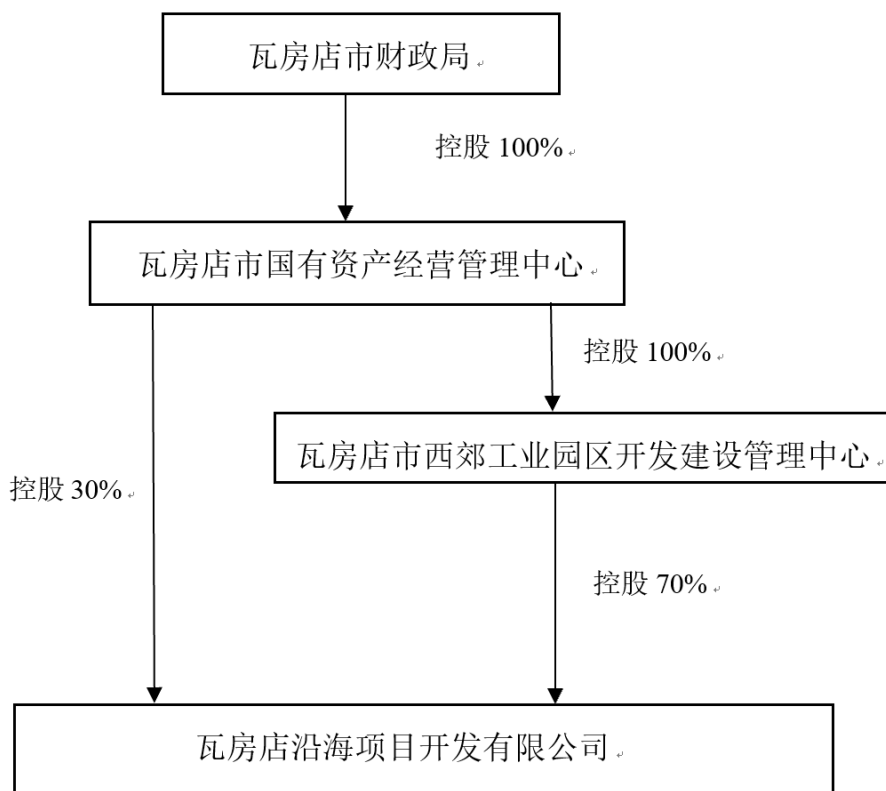 瓦房店市财政局
控股 100%
瓦房店市国有资产经营管理中心
控股 100%
瓦房店市西郊工业园区开发建设管理中心
控股 30%
控股 70%
瓦房店沿海项目开发有限公司